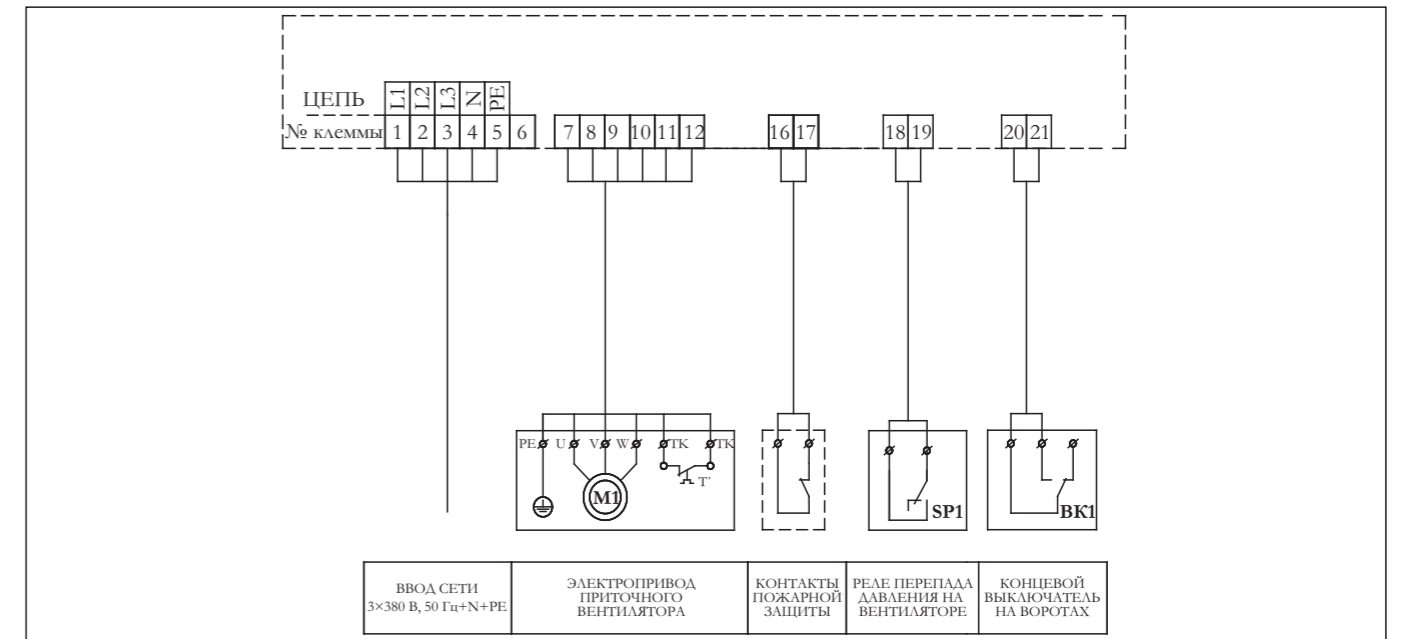 ЦЕПЬ L1 L2 L3 N PE
№ клеммы 1 2 3 4 5 6 7 8 9 10 11 12 16 17 18 19 20 21
PE U V W TK TK
T°
M1 SP1 BK1
ВВОД СЕТИ
3×380 В, 50 Гц+N+PE
ЭЛЕКТРОПРИВОД
ПРИТОЧНОГО
ВЕНТИЛЯТОРА
КОНТАКТЫ
ПОЖАРНОЙ
ЗАЩИТЫ
РЕЛЕ ПЕРЕПАДА
ДАВЛЕНИЯ НА
ВЕНТИЛЯТОРЕ
КОНЦЕВОЙ
ВЫКЛЮЧАТЕЛЬ
НА ВОРОТАХ